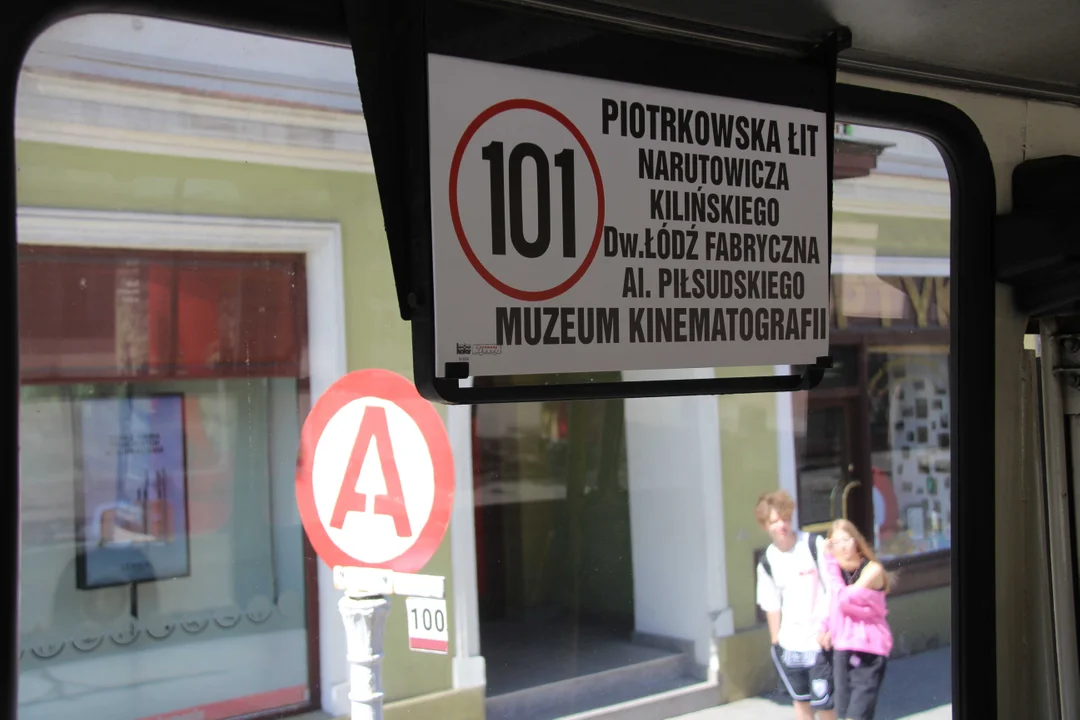 101
PIOTRKOWSKA ŁIT
NARUTOWICZA
KILIŃSKIEGO
Dw.ŁÓDŹ FABRYCZNA
Al. PIŁSUDSKIEGO
MUZEUM KINEMATOGRAFII
A
100